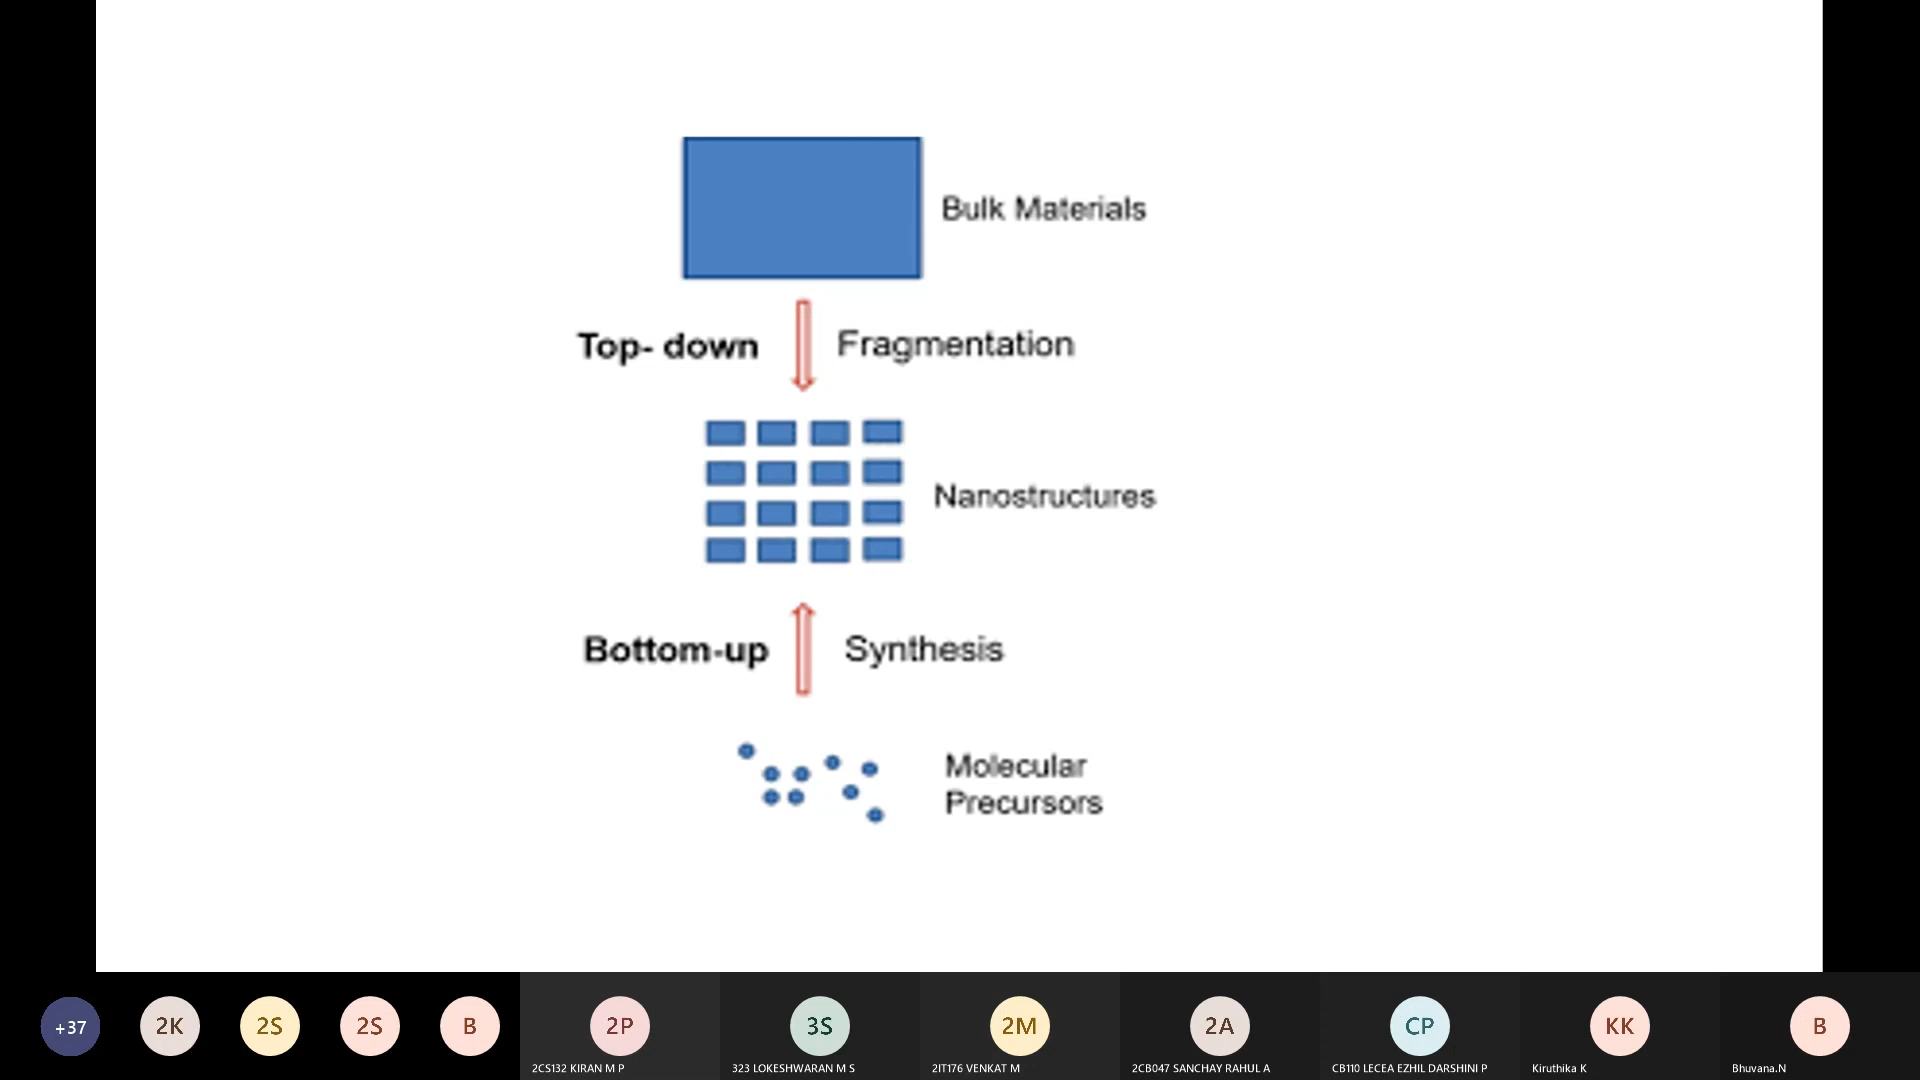 Bulk Materials
Top- down
Fragmentation
Nanostructures
Bottom-up
Synthesis
Molecular
Precursors
+37
2K
2S
2S
B
2P
3S
2M
2A
CP
KK
B
2CS132 KIRAN M P
323 LOKESHWARAN M S
2IT176 VENKAT M
2CB047 SANCHAY RAHUL A
CB110 LECEA EZHIL DARSHINI P
Kiruthika K
Bhuvana.N